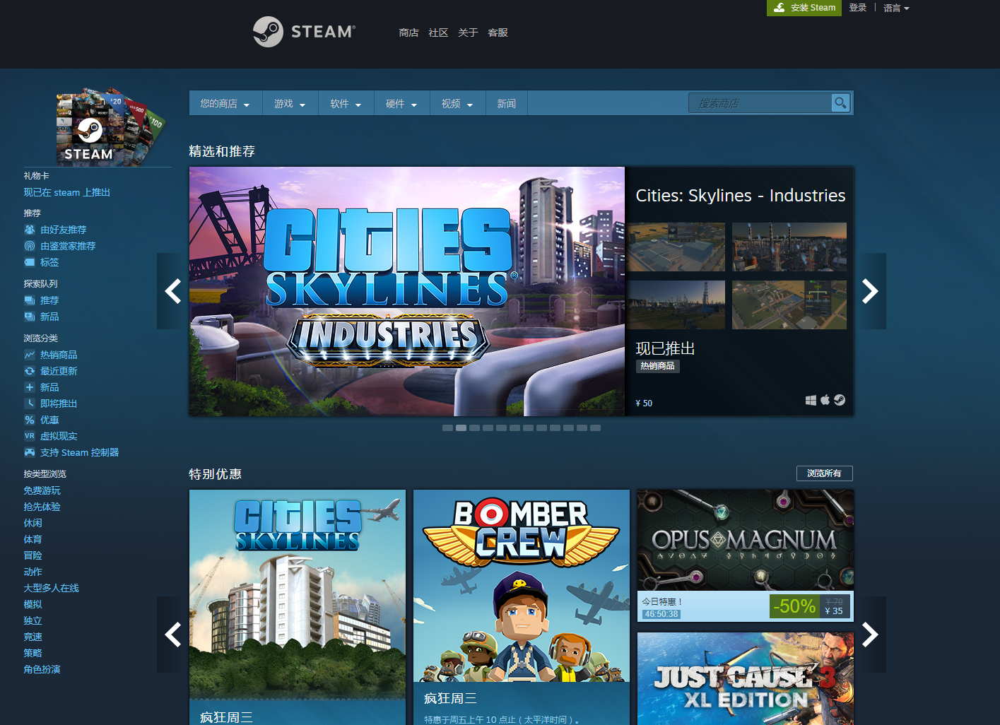 安装 Steam
登录
语言
STEAM®
商店 社区 关于 客服
您的商店 游戏 软件 硬件 视频 新闻
搜索商店
$20
$500
$100
STEAM
礼物卡
现已在 steam 上推出
推荐
由好友推荐
由鉴赏家推荐
标签
探索队列
推荐
新品
浏览分类
热销商品
最近更新
新品
即将推出
优惠
VR 虚拟现实
支持 Steam 控制器
按类型浏览
免费游玩
抢先体验
休闲
体育
冒险
动作
大型多人在线
模拟
独立
竞速
策略
角色扮演
精选和推荐
CITIES
SKYLINES®
INDUSTRIES
Cities: Skylines - Industries
现已推出
热销商品
¥ 50
特别优惠
浏览所有
CITIES
SKYLINES
疯狂周三
BOMBER
CREW
疯狂周三
特惠于周五上午 10 点止（太平洋时间）。
OPUS MAGNUM
今日特惠！
46:50:38
-50%
¥ 70
¥ 35
JUST CAUSE 3
XL EDITION